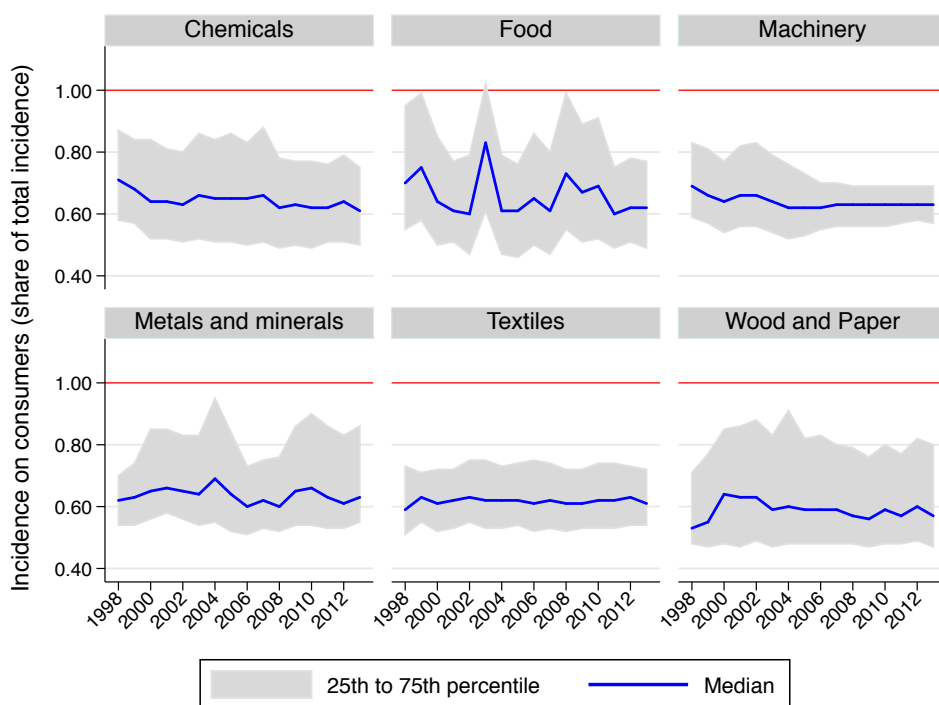 Incidence on consumers (share of total incidence)
Chemicals
Food
Machinery
1.00
0.80
0.60
0.40
Metals and minerals
Textiles
Wood and Paper
1.00
0.80
0.60
0.40
1998 2000 2002 2004 2006 2008 2010 2012
1998 2000 2002 2004 2006 2008 2010 2012
1998 2000 2002 2004 2006 2008 2010 2012
25th to 75th percentile
Median